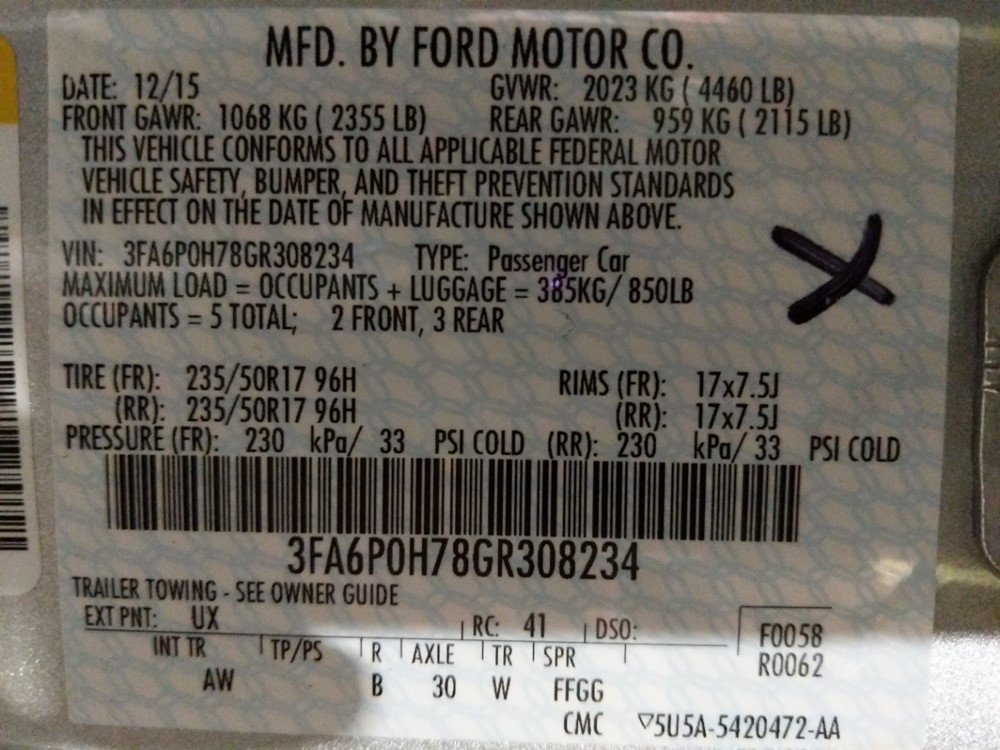 MFD. BY FORD MOTOR CO.
DATE: 12/15 GVWR: 2023 KG ( 4460 LB)
FRONT GAWR: 1068 KG ( 2355 LB) REAR GAWR: 959 KG ( 2115 LB)
THIS VEHICLE CONFORMS TO ALL APPLICABLE FEDERAL MOTOR
VEHICLE SAFETY, BUMPER, AND THEFT PREVENTION STANDARDS
IN EFFECT ON THE DATE OF MANUFACTURE SHOWN ABOVE.
VIN: 3FA6P0H78GR308234 TYPE: Passenger Car
MAXIMUM LOAD = OCCUPANTS + LUGGAGE = 385KG/ 850LB
OCCUPANTS = 5 TOTAL; 2 FRONT, 3 REAR
TIRE (FR): 235/50R17 96H RIMS (FR): 17x7.5J
(RR): 235/50R17 96H (RR): 17x7.5J
PRESSURE (FR): 230 kPa/ 33 PSI COLD (RR): 230 kPa/ 33 PSI COLD
3FA6P0H78GR308234
TRAILER TOWING - SEE OWNER GUIDE
EXT PNT: UX RC: 41 DSO: F0058
INT TR TP/PS R AXLE TR SPR R0062
AW B 30 W FFGG
CMC ▽5U5A-5420472-AA